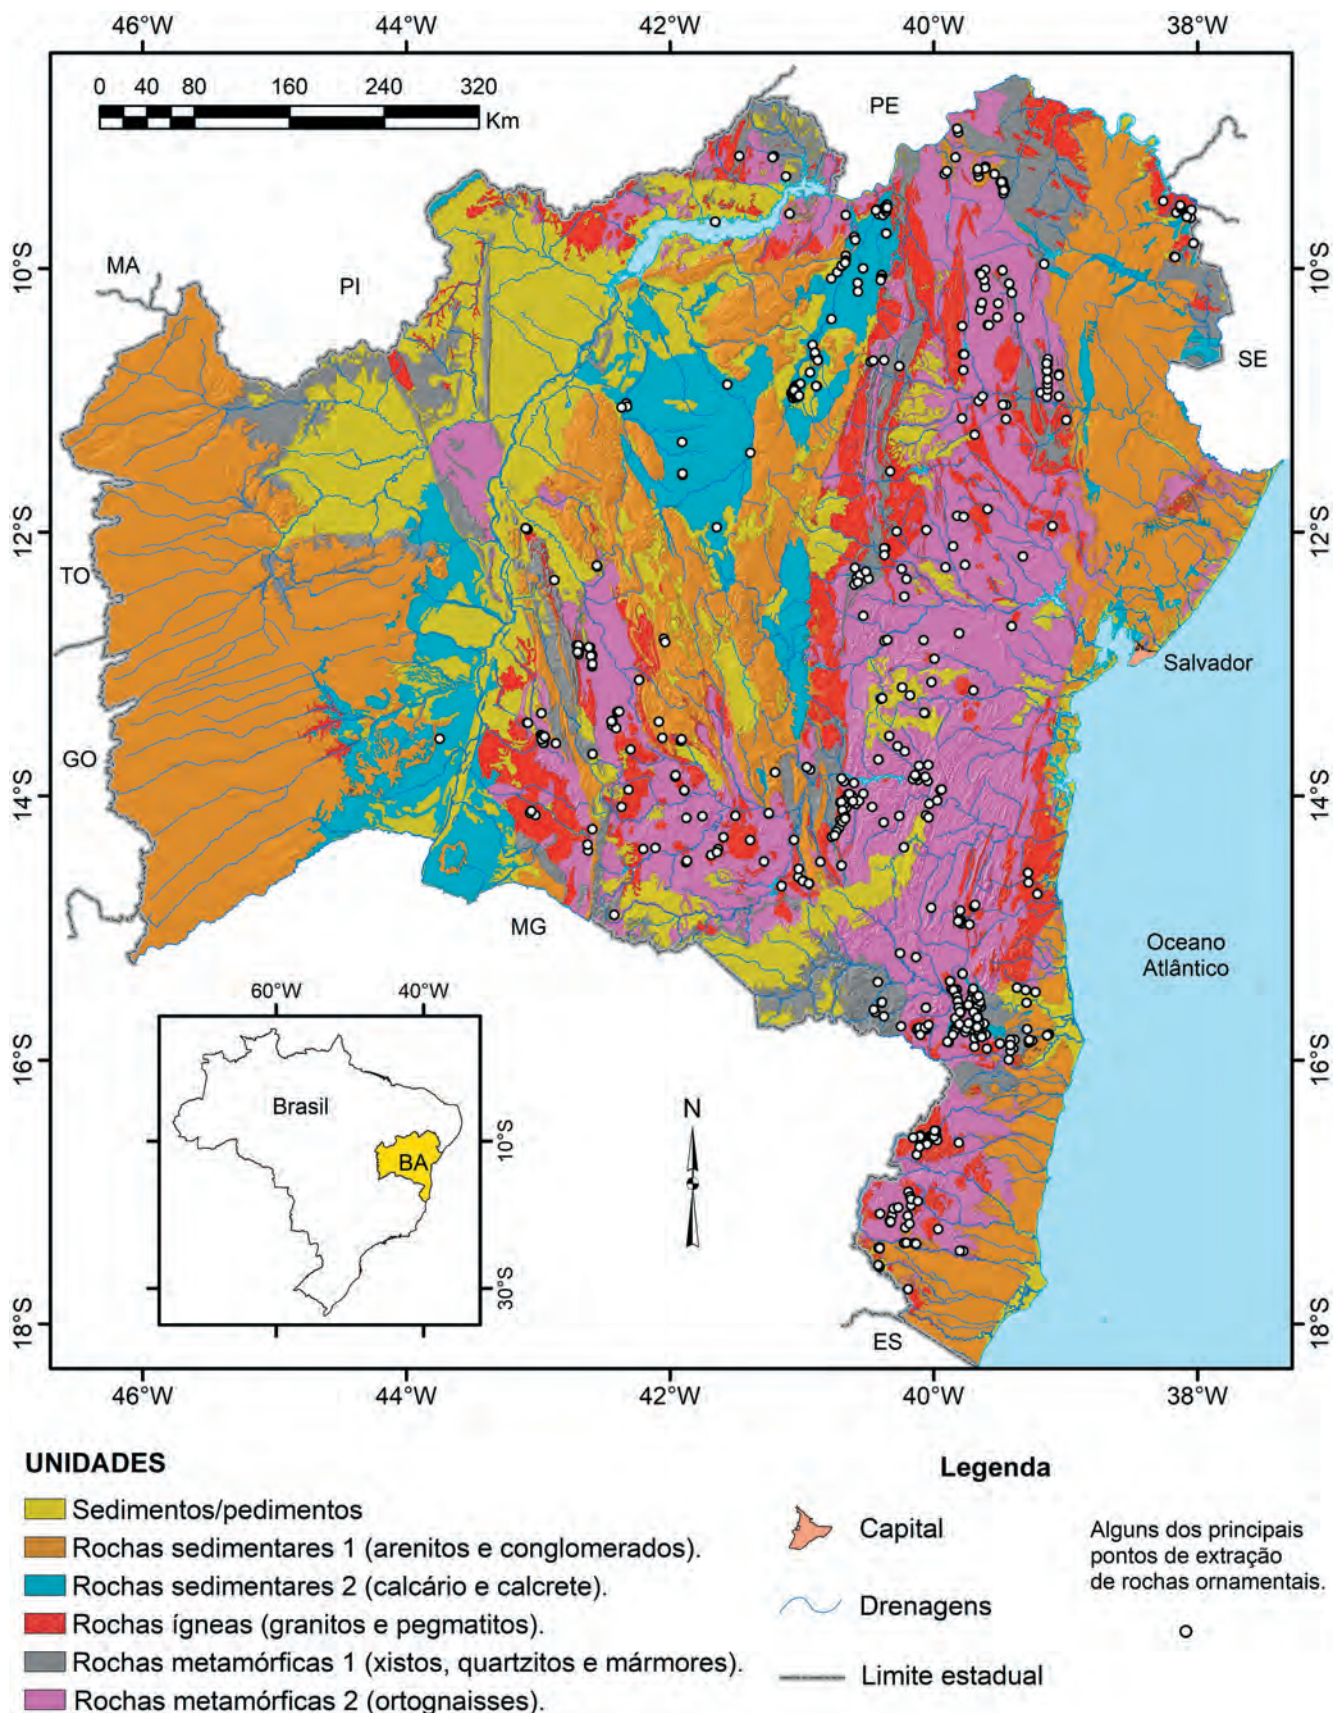 46°W 44°W 42°W 40°W 38°W
0 40 80 160 240 320
Km
PE
MA
PI
10°S
10°S
SE
12°S
12°S
TO
Salvador
GO
14°S
14°S
MG
Oceano
Atlântico
60°W 40°W
16°S
16°S
Brasil
N
10°S
BA
30°S
18°S
18°S
ES
46°W 44°W 42°W 40°W 38°W
UNIDADES
Sedimentos/pedimentos
Rochas sedimentares 1 (arenitos e conglomerados).
Rochas sedimentares 2 (calcário e calcrete).
Rochas ígneas (granitos e pegmatitos).
Rochas metamórficas 1 (xistos, quartzitos e mármores).
Rochas metamórficas 2 (ortognaisses).
Legenda
Capital
Drenagens
Limite estadual
Alguns dos principais
pontos de extração
de rochas ornamentais.